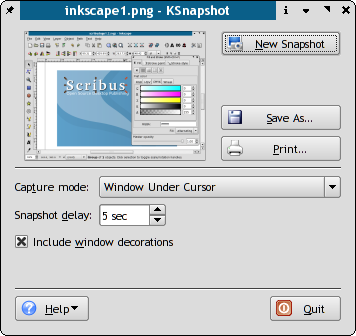 inkscape1.png - KSnapshot
New Snapshot
Scribus
Save As...
Print...
Capture mode: Window Under Cursor
Snapshot delay: 5 sec
Include window decorations
Help
Quit